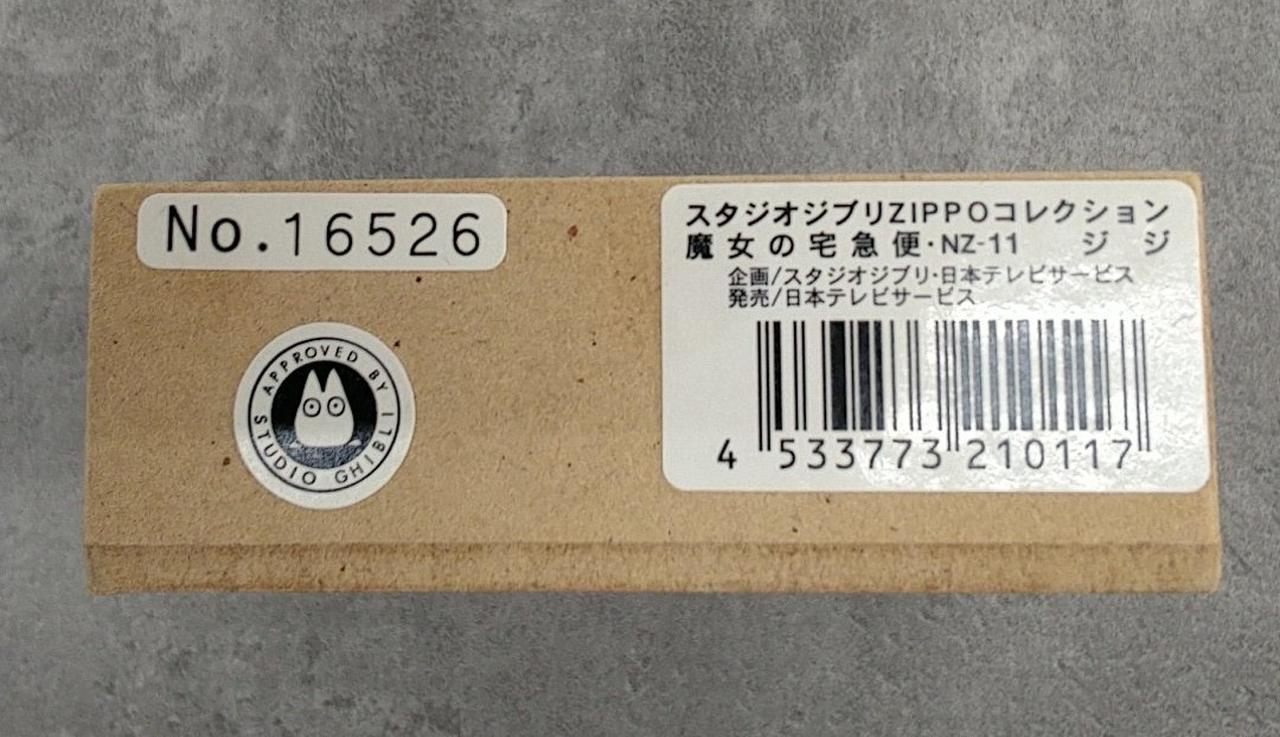 No.16526
APPROVED BY
STUDIO GHIBLI
スタジオジブリZIPPOコレクション
魔女の宅急便・NZ-11 ジジ
企画/スタジオジブリ・日本テレビサービス
発売/日本テレビサービス
4 533773 210117